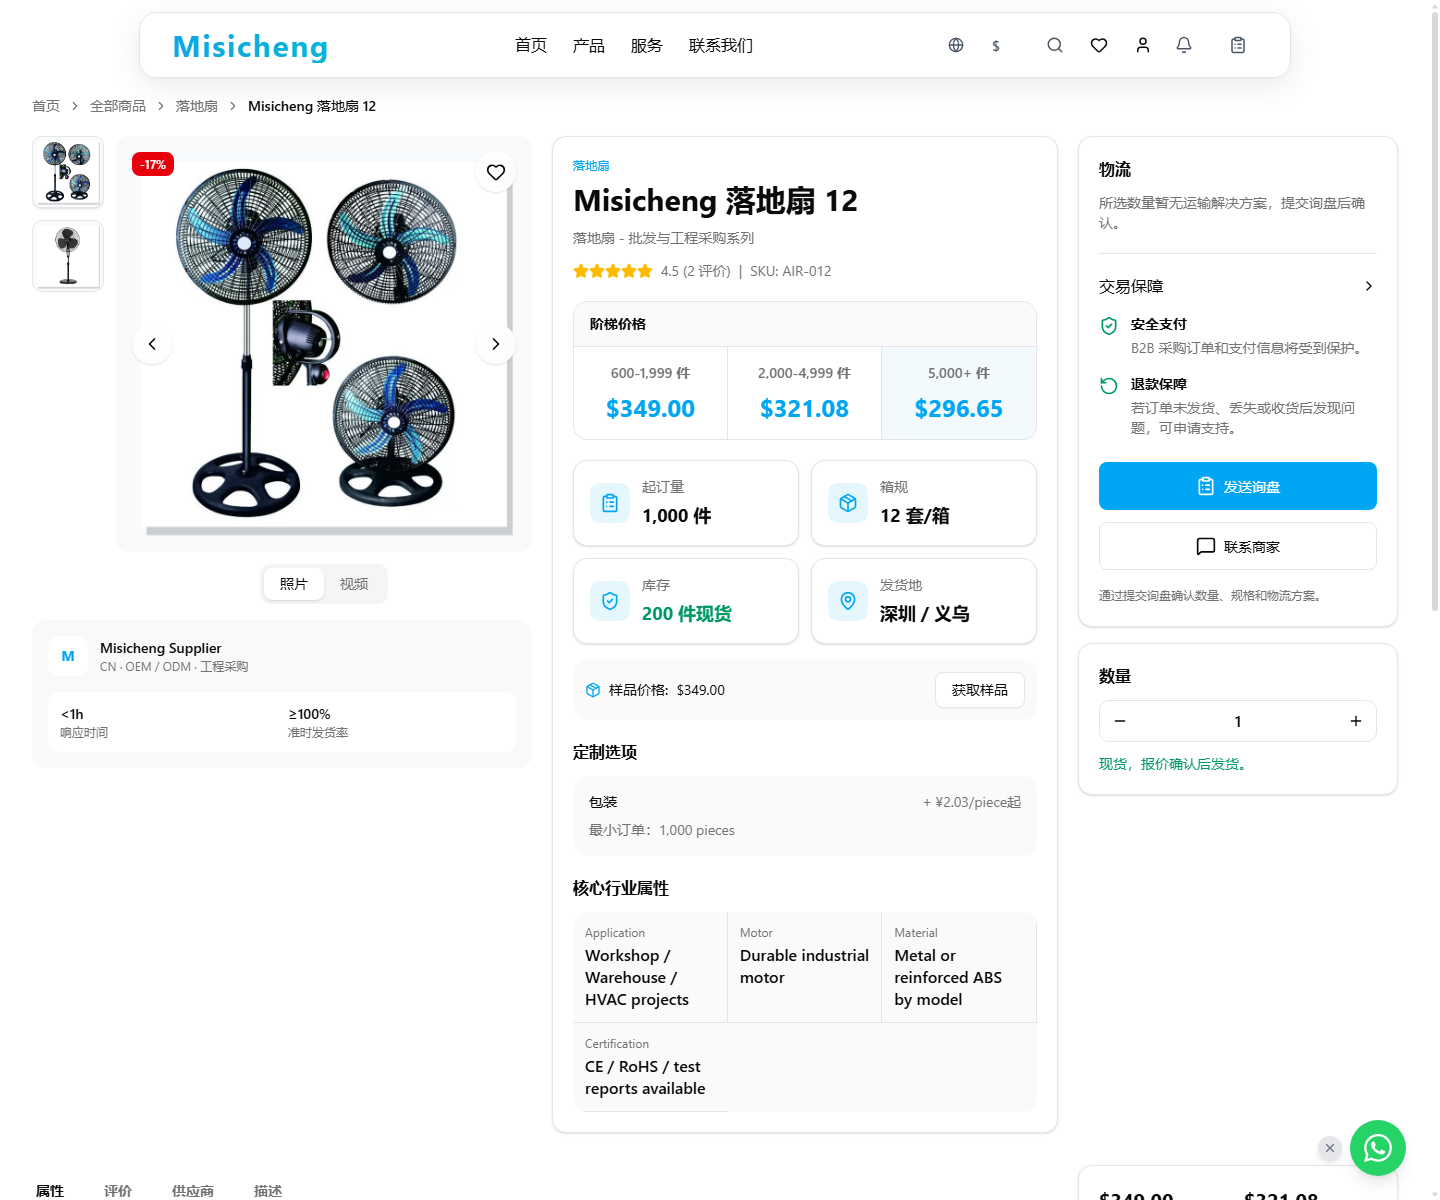 Misicheng
首页
产品
服务
联系我们
$
首页
全部商品
落地扇
Misicheng 落地扇 12
-17%
照片
视频
M
Misicheng Supplier
CN · OEM / ODM · 工程采购
<1h
响应时间
≥100%
准时发货率
落地扇
Misicheng 落地扇 12
落地扇 - 批发与工程采购系列
4.5 (2 评价) | SKU: AIR-012
阶梯价格
600-1,999 件
$349.00
2,000-4,999 件
$321.08
5,000+ 件
$296.65
起订量
1,000 件
箱规
12 套/箱
库存
200 件现货
发货地
深圳 / 义乌
样品价格: $349.00
获取样品
定制选项
包装
+ ¥2.03/piece起
最小订单：1,000 pieces
核心行业属性
Application
Workshop /
Warehouse /
HVAC projects
Motor
Durable industrial
motor
Material
Metal or
reinforced ABS
by model
Certification
CE / RoHS / test
reports available
物流
所选数量暂无运输解决方案，提交询盘后确
认。
交易保障
安全支付
B2B 采购订单和支付信息将受到保护。
退款保障
若订单未发货、丢失或收货后发现问
题，可申请支持。
发送询盘
联系商家
通过提交询盘确认数量、规格和物流方案。
数量
1
现货，报价确认后发货。
属性
评价
供应商
描述
$349.00
$321.08